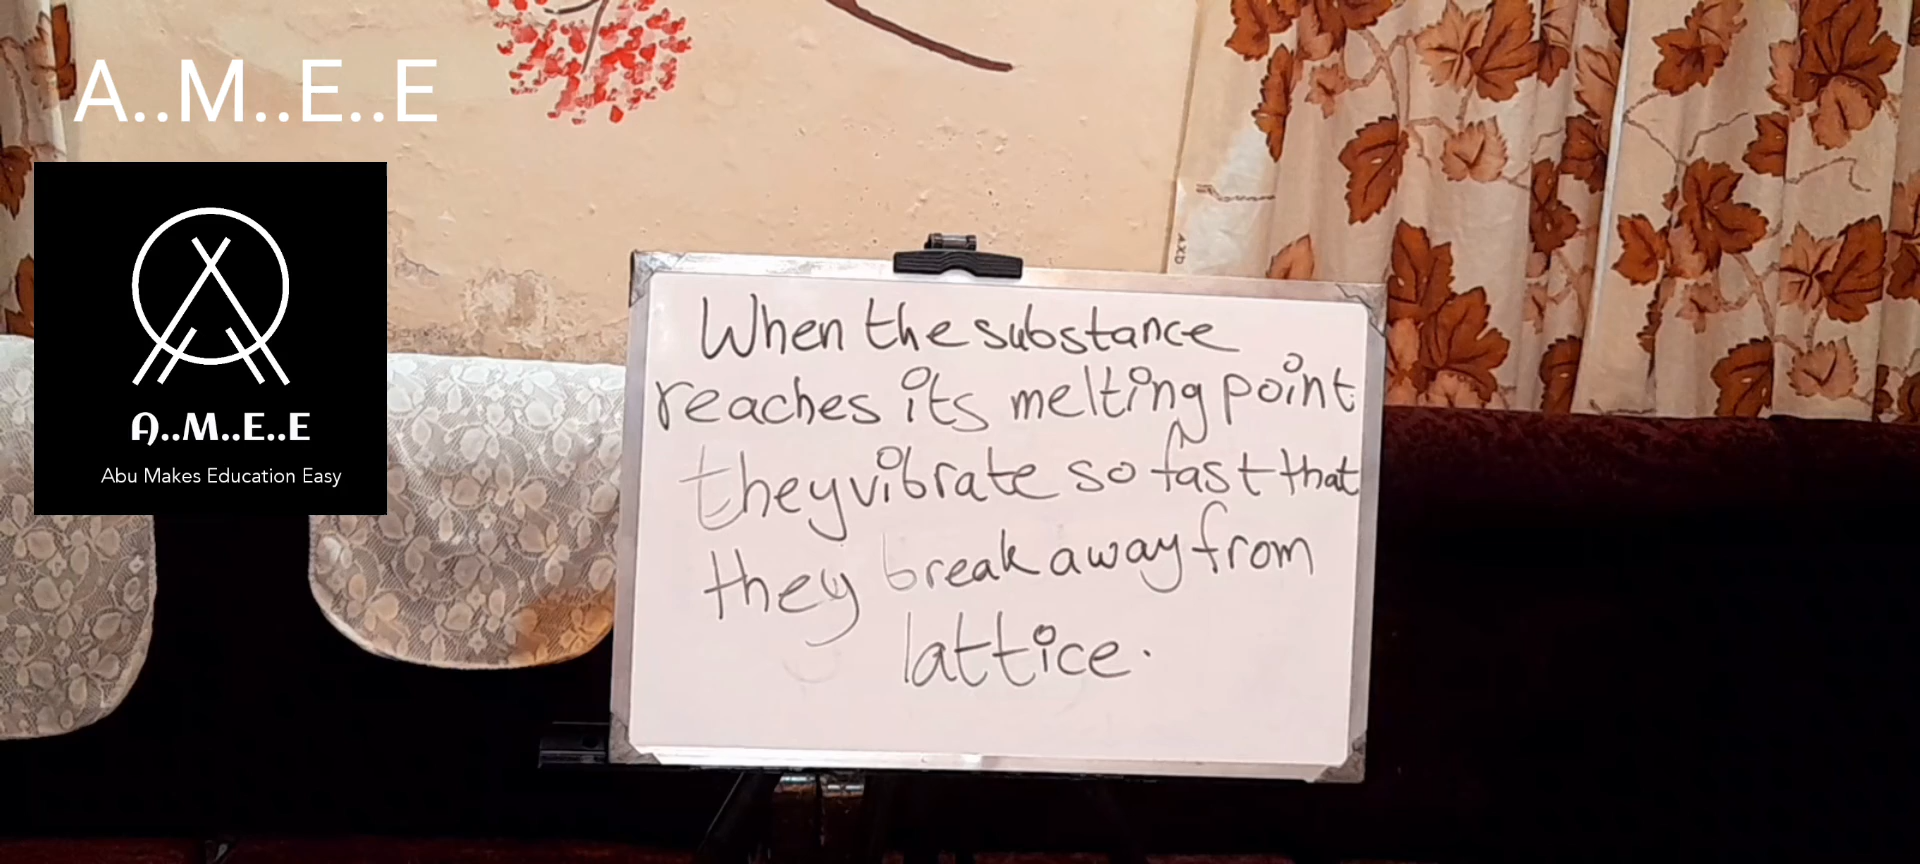 A..M..E..E
A..M..E..E
Abu Makes Education Easy
When the substance
reaches its melting point
they vibrate so fast that
they break away from
lattice.
AXD